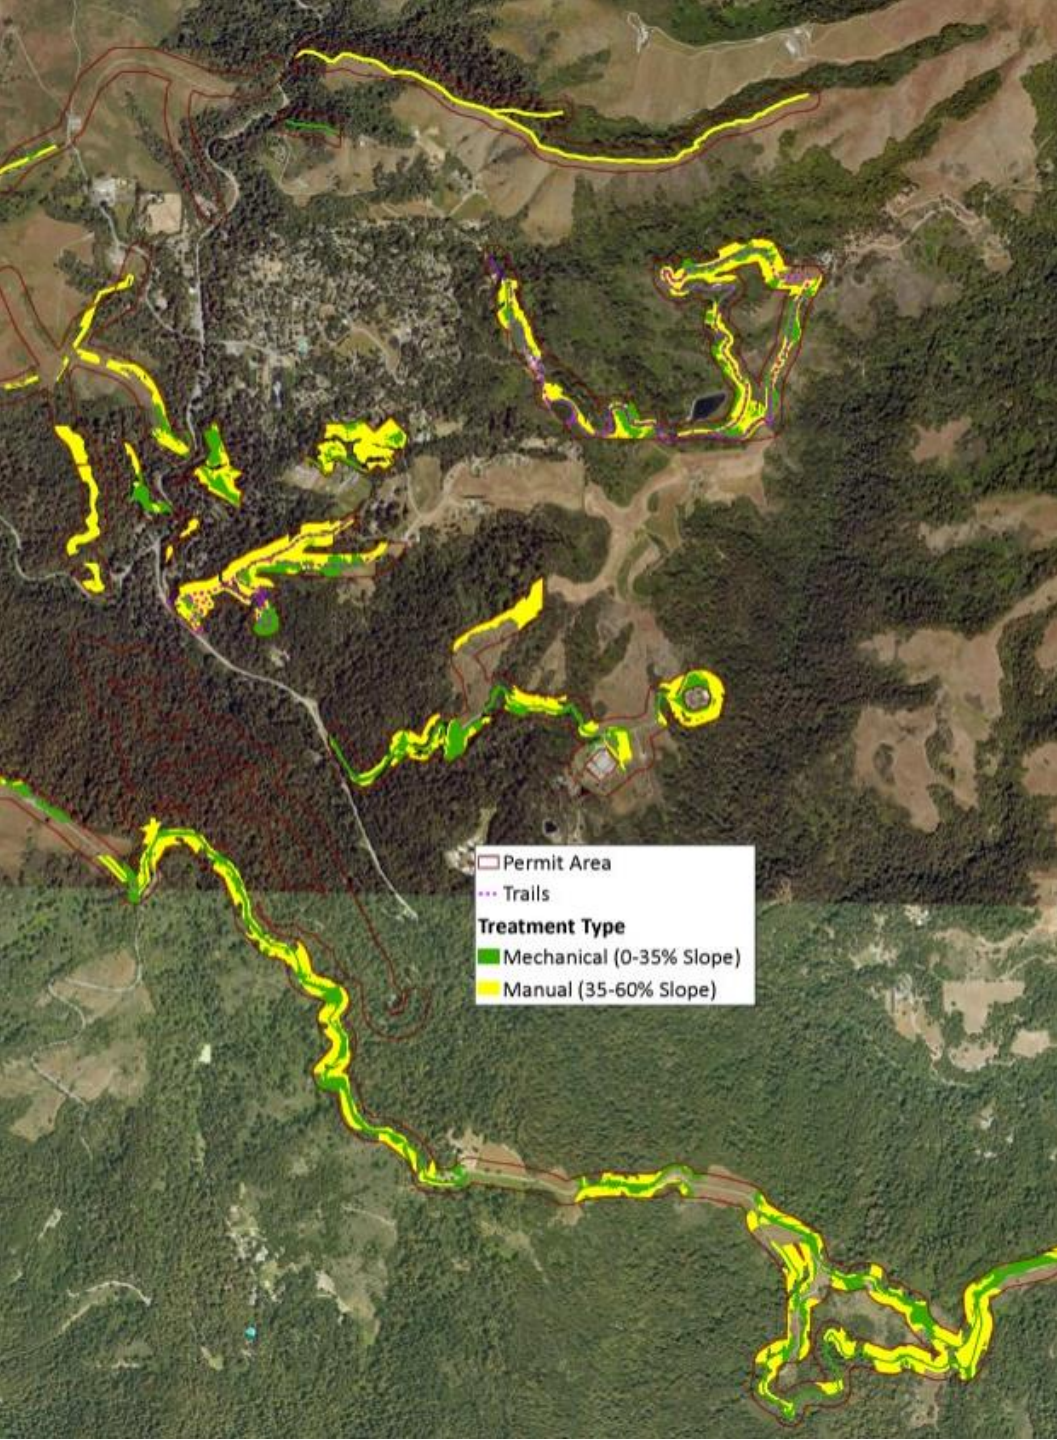 Permit Area
Trails
Treatment Type
Mechanical (0-35% Slope)
Manual (35-60% Slope)